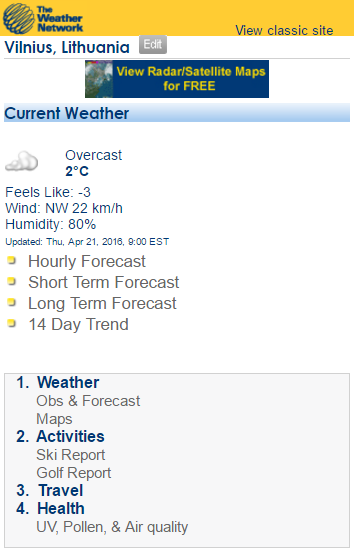 The
Weather
Network
View classic site
Vilnius, Lithuania Edit
View Radar/Satellite Maps
for FREE
Current Weather
Overcast
2°C
Feels Like: -3
Wind: NW 22 km/h
Humidity: 80%
Updated: Thu, Apr 21, 2016, 9:00 EST
Hourly Forecast
Short Term Forecast
Long Term Forecast
14 Day Trend
1. Weather
Obs & Forecast
Maps
2. Activities
Ski Report
Golf Report
3. Travel
4. Health
UV, Pollen, & Air quality